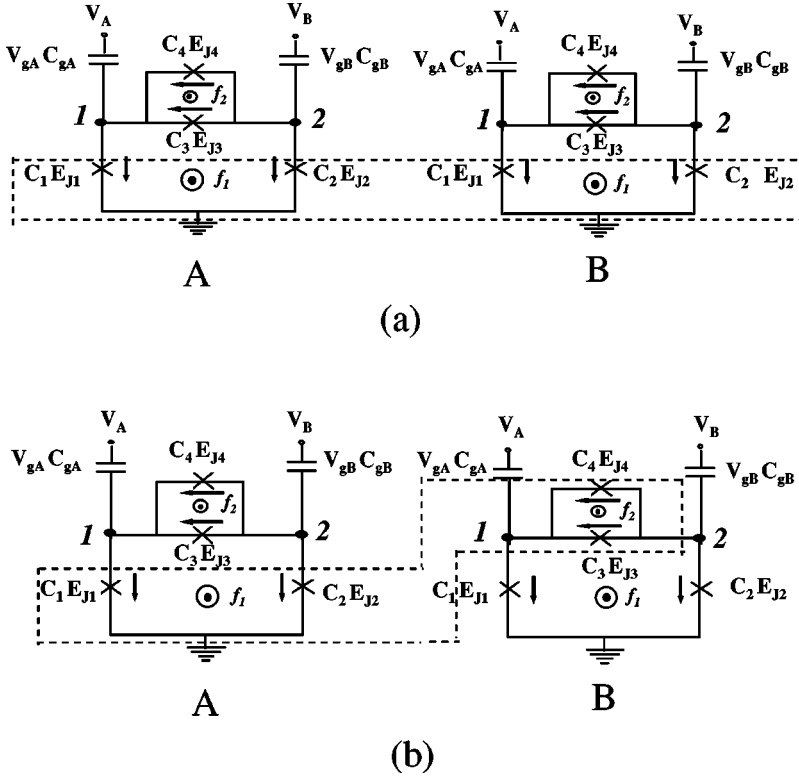 V_A V_B V_A V_B
V_gA C_gA C_4 E_J4 V_gB C_gB V_gA C_gA C_4 E_J4 V_gB C_gB
f_2 f_2
1 2 1 2
C_3 E_J3 C_3 E_J3
C_1 E_J1 f_1 C_2 E_J2 C_1 E_J1 f_1 C_2 E_J2
A B
(a)
V_A V_B V_A V_B
V_gA C_gA C_4 E_J4 V_gB C_gB V_gA C_gA C_4 E_J4 V_gB C_gB
f_2 f_2
1 2 1 2
C_3 E_J3 C_3 E_J3
C_1 E_J1 f_1 C_2 E_J2 C_1 E_J1 f_1 C_2 E_J2
A B
(b)